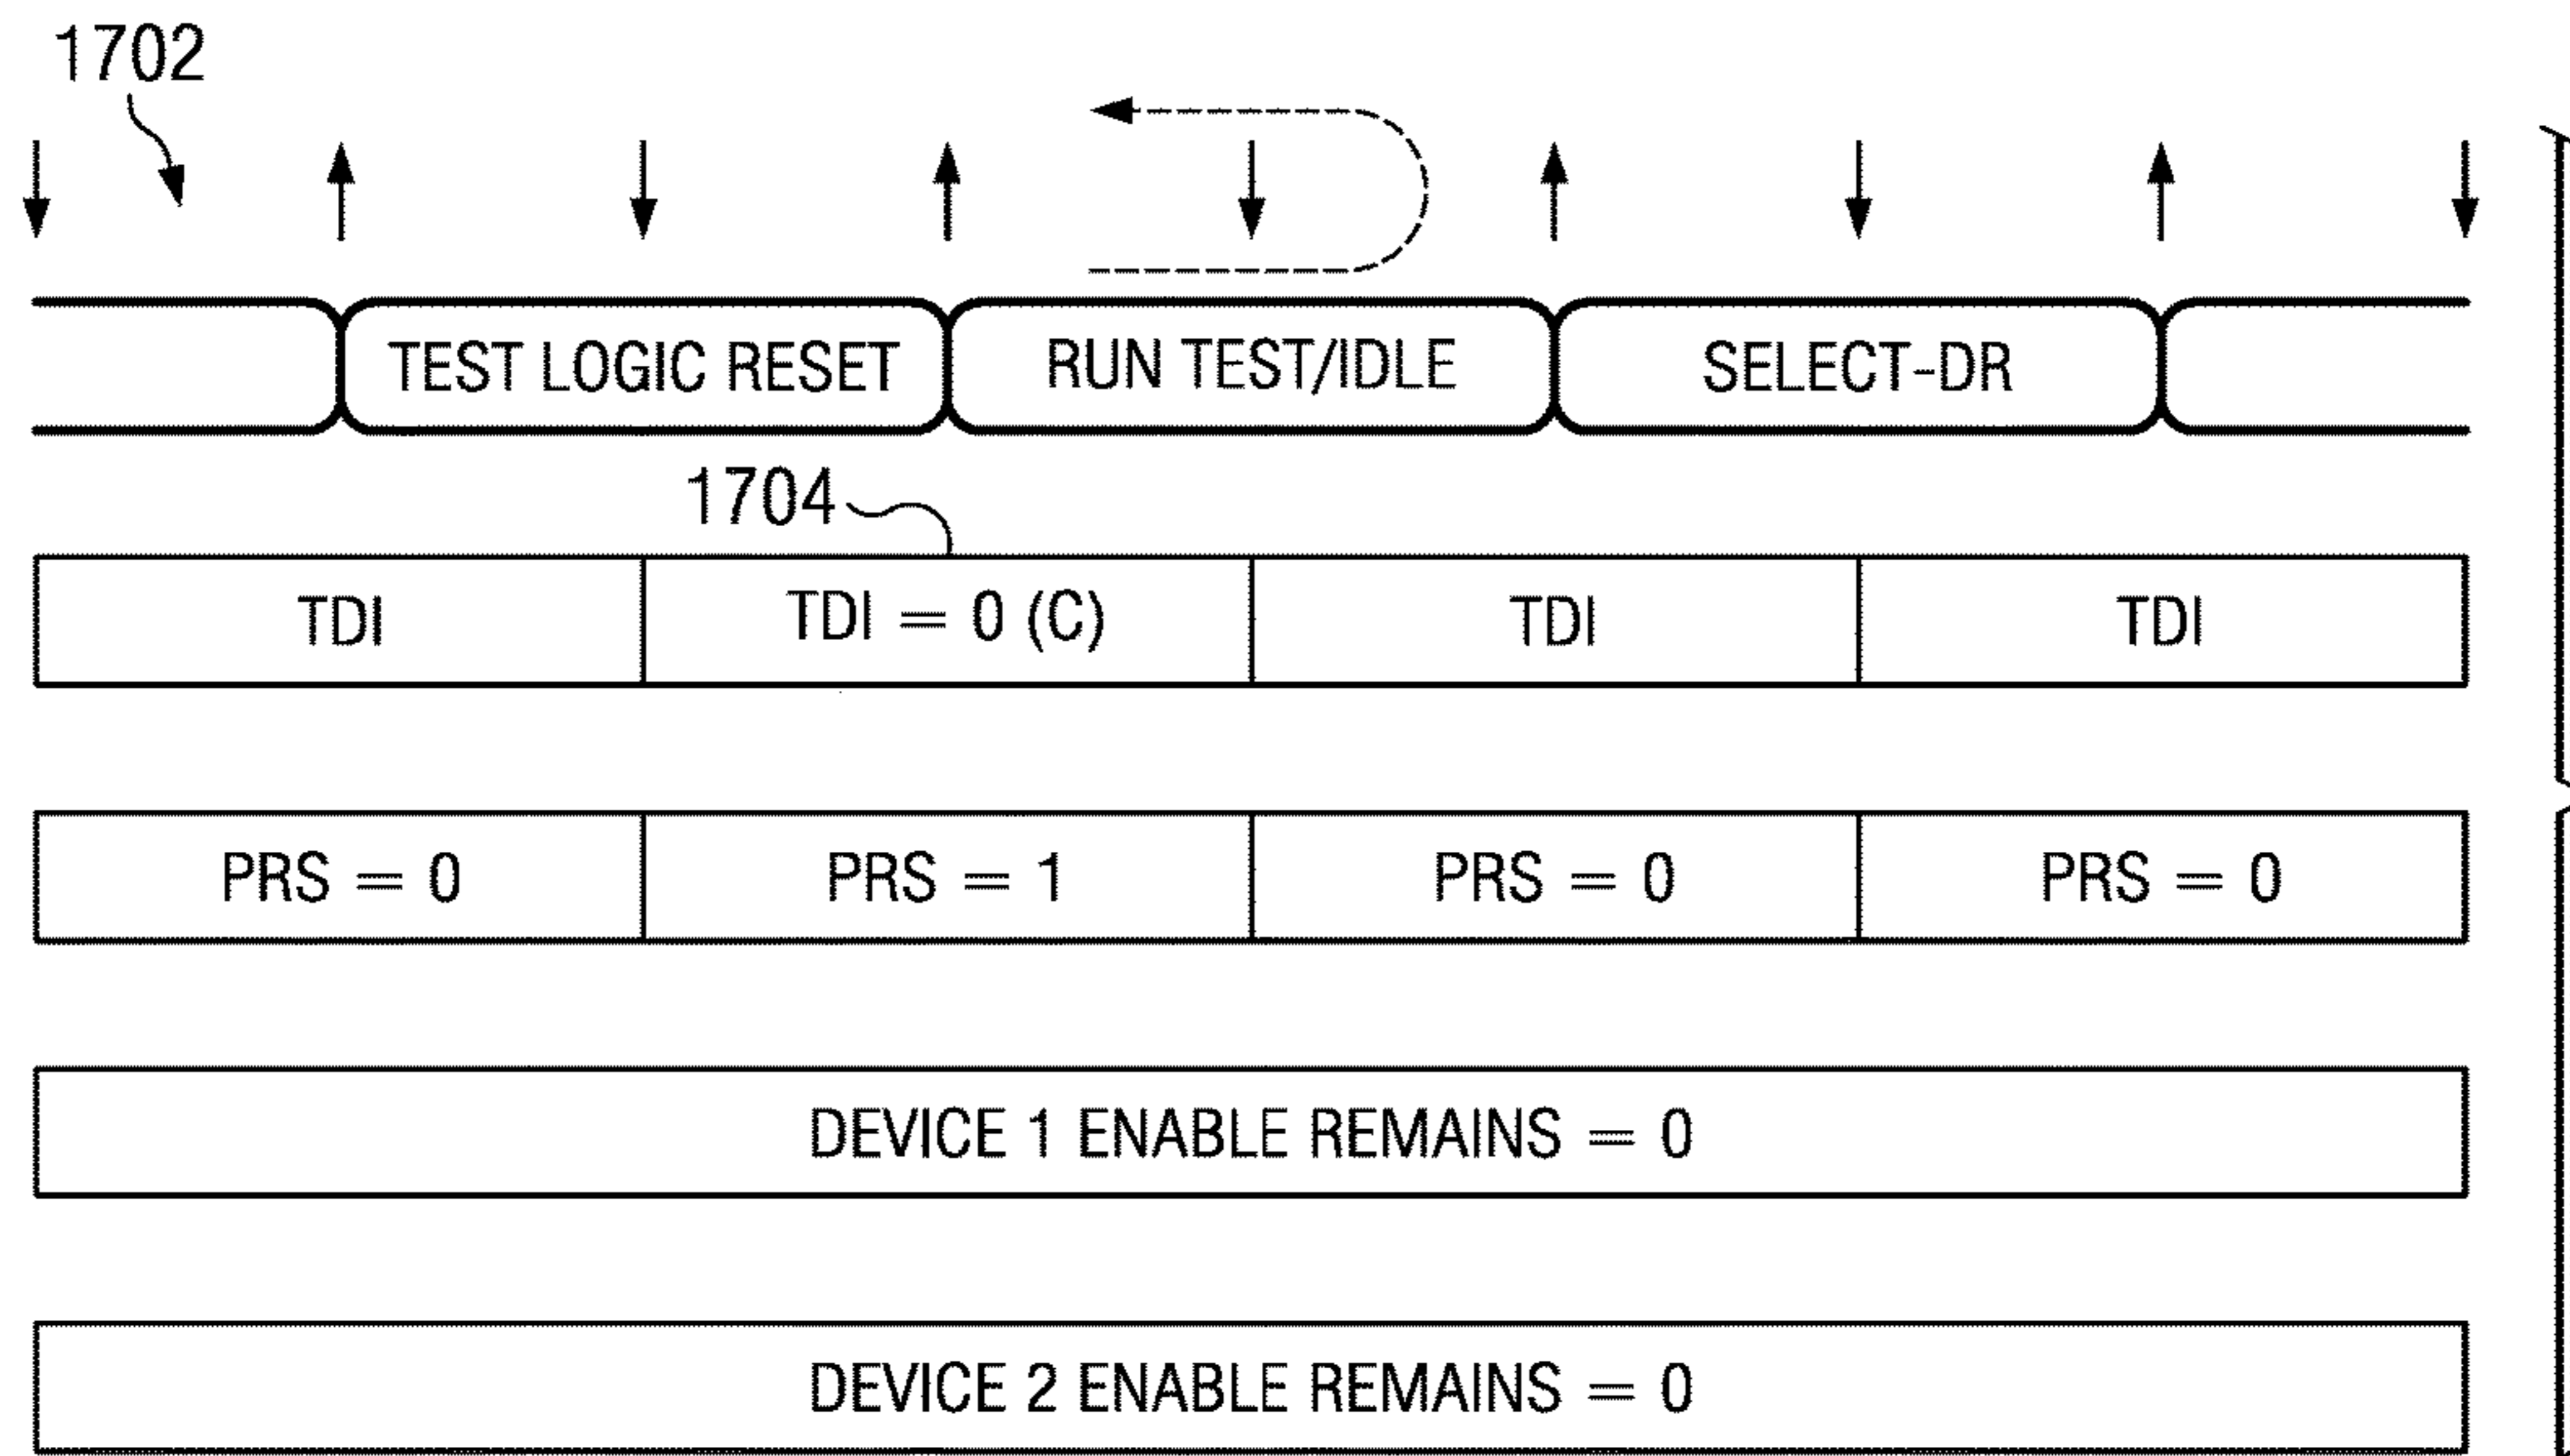 1702
TEST LOGIC RESET RUN TEST/IDLE SELECT-DR
1704
TDI TDI = 0 (C) TDI TDI
PRS = 0 PRS = 1 PRS = 0 PRS = 0
DEVICE 1 ENABLE REMAINS = 0
DEVICE 2 ENABLE REMAINS = 0